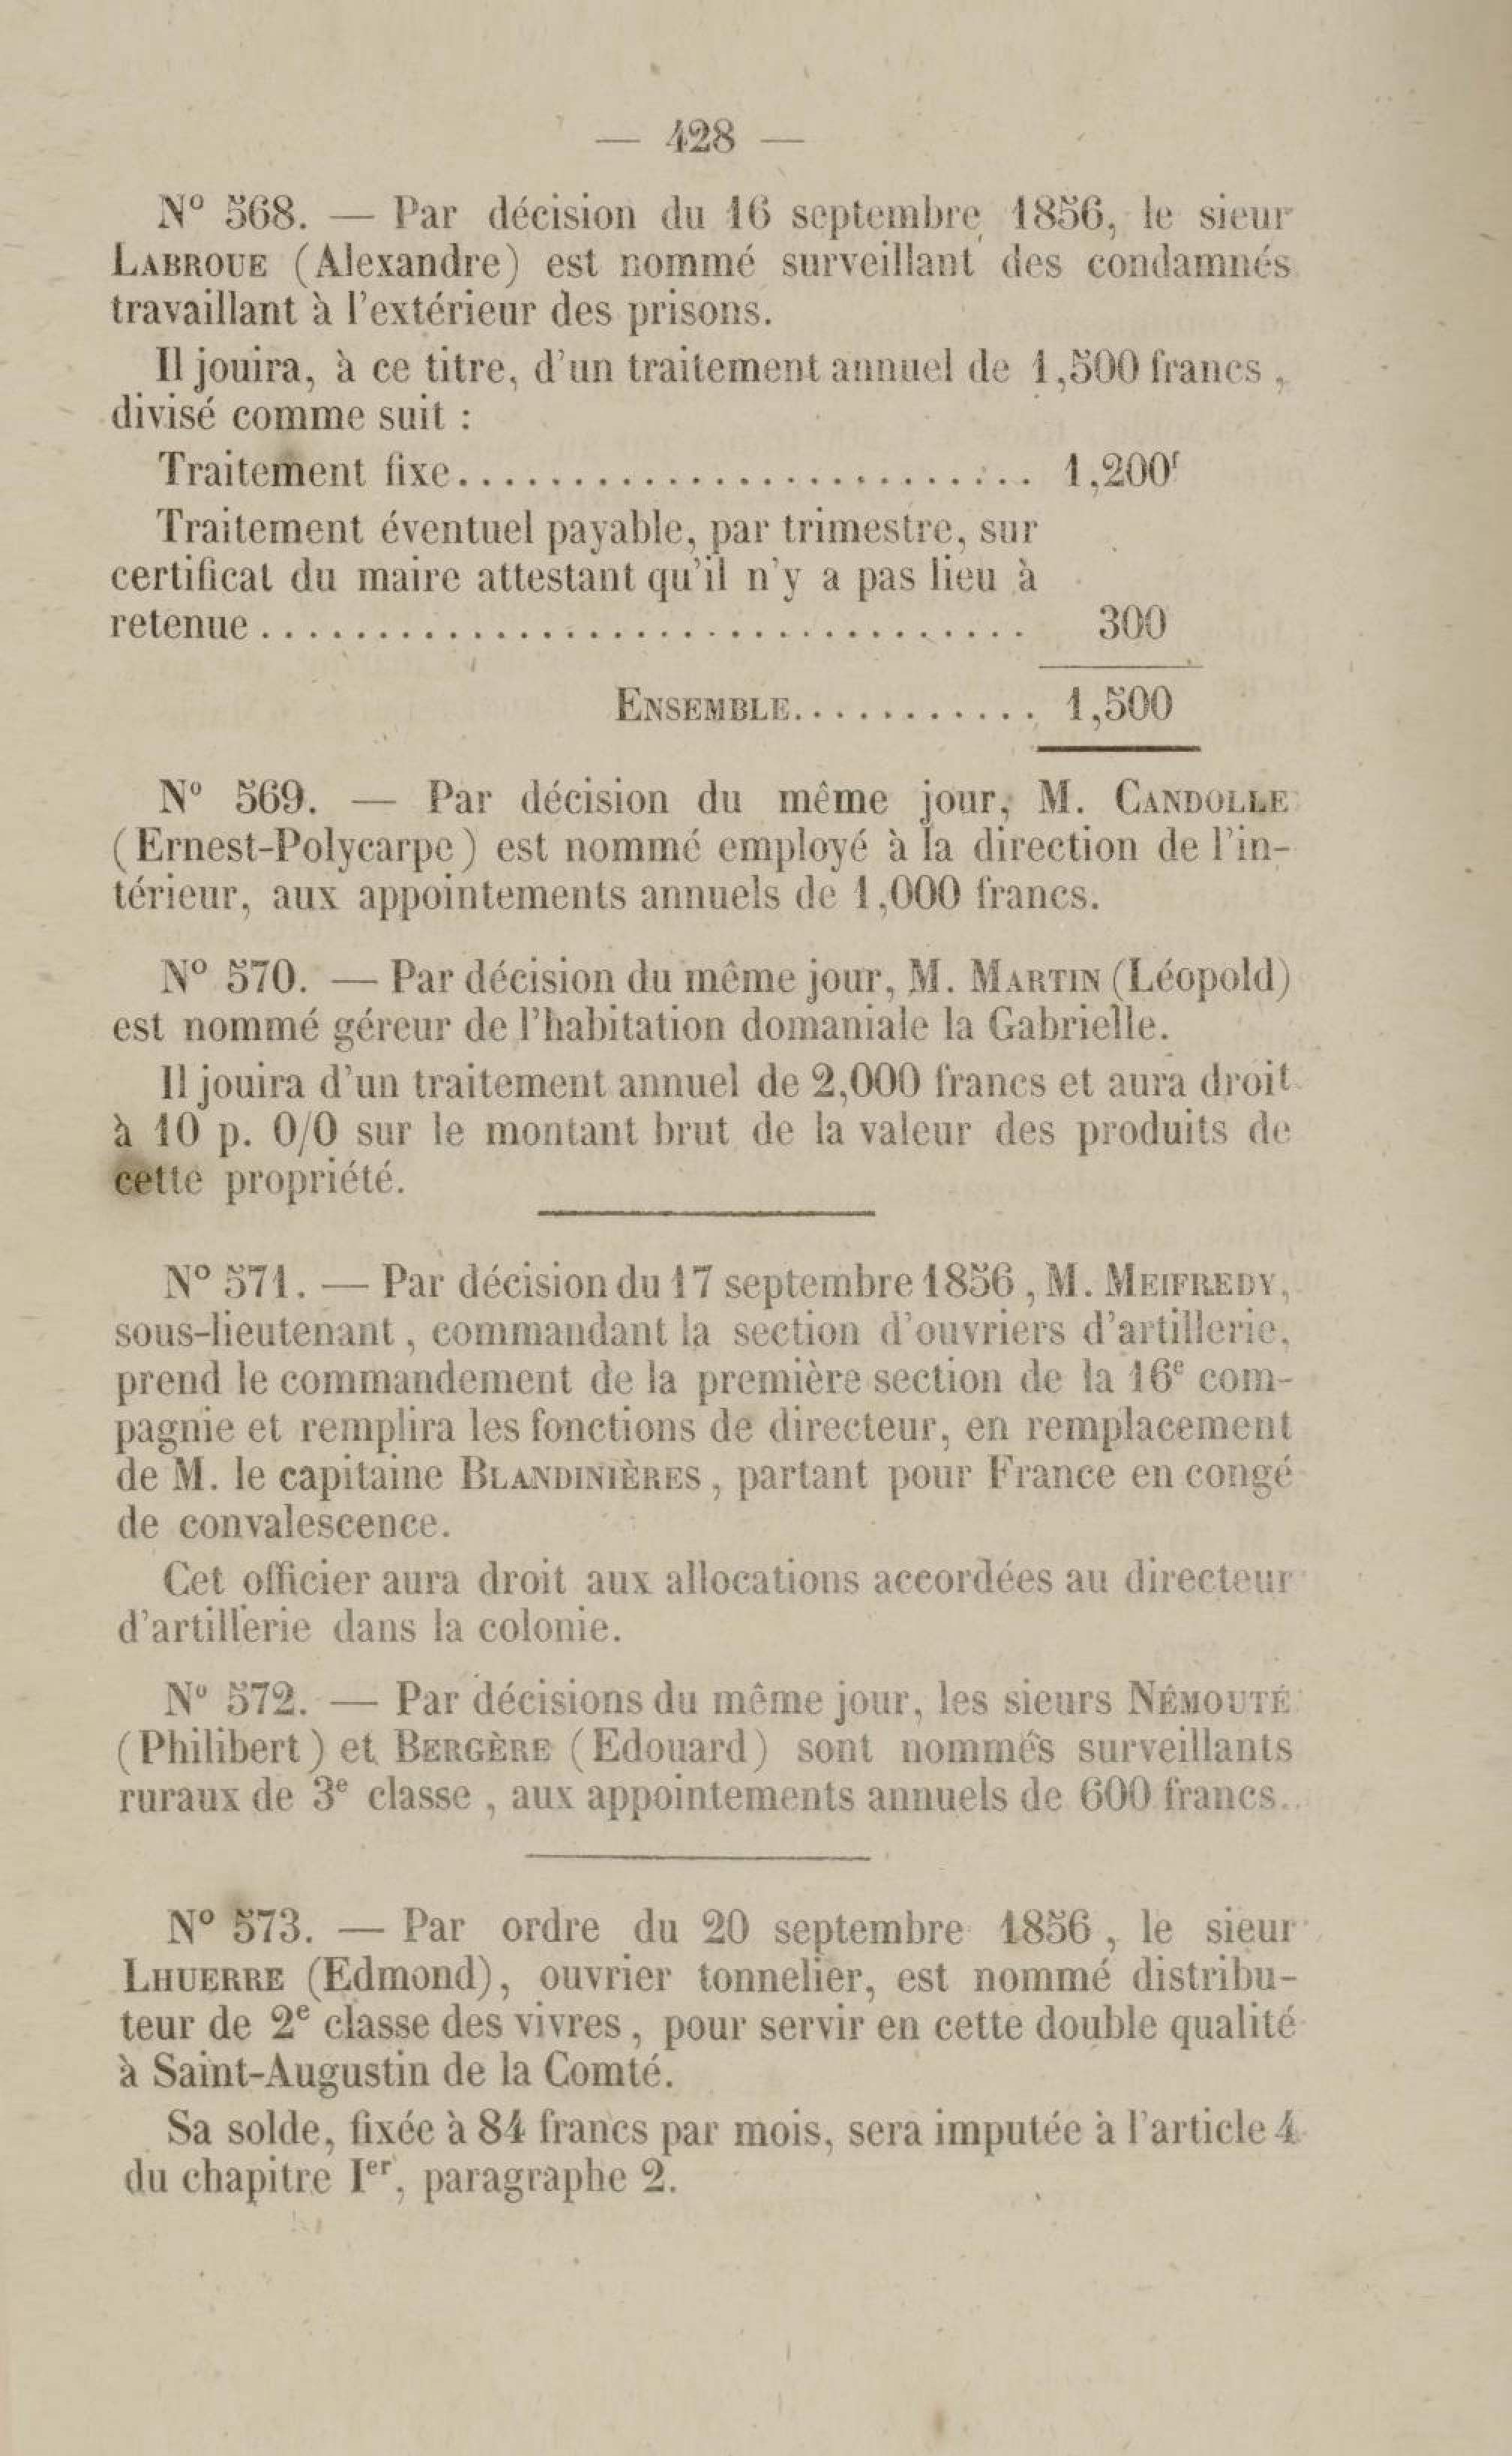 — 428 —
N° 568. — Par décision du 16 septembre 1856, le sieur
LABROUE (Alexandre) est nommé surveillant des condamnés
travaillant à l'extérieur des prisons.
Il jouira, à ce titre, d'un traitement annuel de 1,500 francs,
divisé comme suit :
Traitement fixe........................... 1,200f
Traitement éventuel payable, par trimestre, sur
certificat du maire attestant qu'il n'y a pas lieu à
retenue.................................. 300
ENSEMBLE............ 1,500
N° 569. — Par décision du même jour, M. CANDOLLE
(Ernest-Polycarpe) est nommé employé à la direction de l'in-
térieur, aux appointements annuels de 1,000 francs.
N° 570. — Par décision du même jour, M. MARTIN (Léopold)
est nommé géreur de l'habitation domaniale la Gabrielle.
Il jouira d'un traitement annuel de 2,000 francs et aura droit
à 10 p. 0/0 sur le montant brut de la valeur des produits de
cette propriété.
N° 571. — Par décision du 17 septembre 1856, M. MEIFREDY,
sous-lieutenant, commandant la section d'ouvriers d'artillerie,
prend le commandement de la première section de la 16e com-
pagnie et remplira les fonctions de directeur, en remplacement
de M. le capitaine BLANDINIÈRES, partant pour France en congé
de convalescence.
Cet officier aura droit aux allocations accordées au directeur
d'artillerie dans la colonie.
N° 572. — Par décisions du même jour, les sieurs NÉMOUTÉ
(Philibert) et BERGÈRE (Edouard) sont nommés surveillants
ruraux de 3e classe, aux appointements annuels de 600 francs.
N° 573. — Par ordre du 20 septembre 1856, le sieur
LHUERRE (Edmond), ouvrier tonnelier, est nommé distribu-
teur de 2e classe des vivres, pour servir en cette double qualité
à Saint-Augustin de la Comté.
Sa solde, fixée à 84 francs par mois, sera imputée à l'article 4
du chapitre Ier, paragraphe 2.